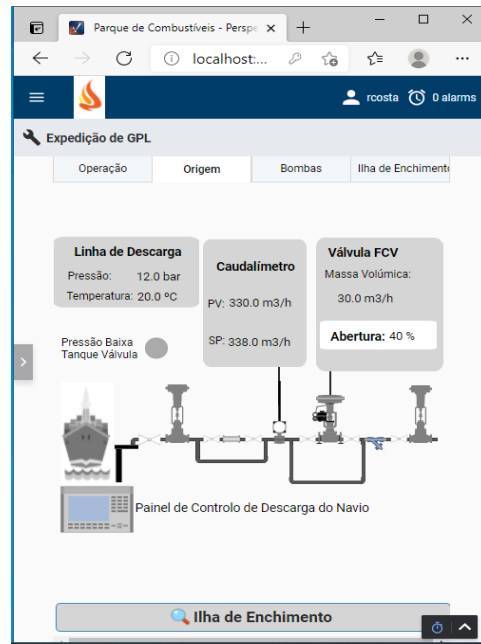 Parque de Combustíveis - Perspe
localhost:...
rcosta 0 alarms
Expedição de GPL
Operação Origem Bombas Ilha de Enchimento
Linha de Descarga
Pressão: 12.0 bar
Temperatura: 20.0 ºC
Caudalímetro
PV: 330.0 m3/h
SP: 338.0 m3/h
Válvula FCV
Massa Volúmica:
30.0 m3/h
Abertura: 40 %
Pressão Baixa
Tanque Válvula
Painel de Controlo de Descarga do Navio
Ilha de Enchimento